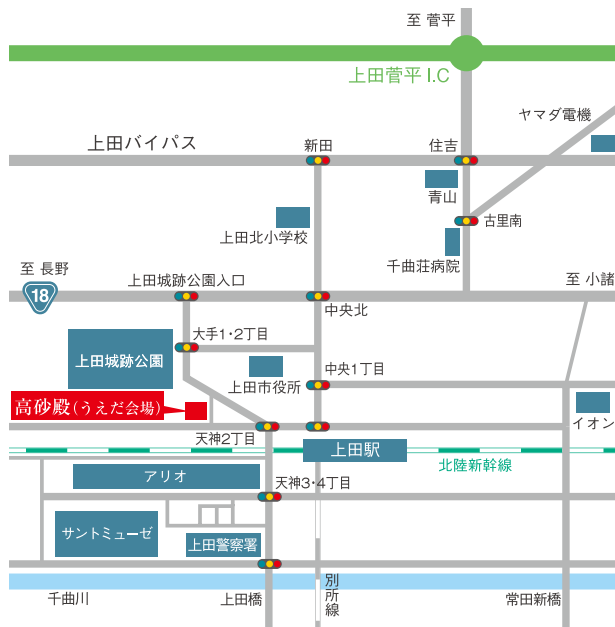 至 菅平
上田菅平 I.C
ヤマダ電機
上田バイパス
新田
住吉
青山
古里南
上田北小学校
千曲荘病院
至 長野
18
上田城跡公園入口
至 小諸
中央北
大手1・2丁目
上田城跡公園
上田市役所
中央1丁目
高砂殿(うえだ会場)
イオン
天神2丁目
上田駅
北陸新幹線
アリオ
天神3・4丁目
サントミューゼ
上田警察署
千曲川
上田橋
別所線
常田新橋